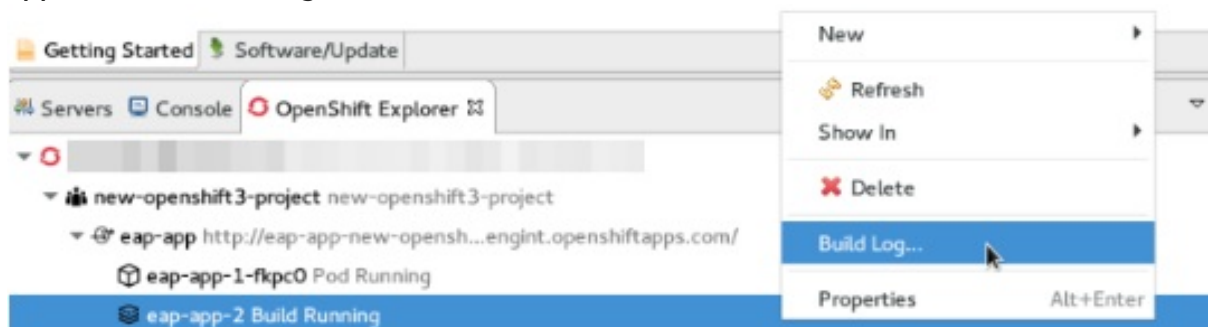 Getting Started Software/Update
Servers Console OpenShift Explorer
new-openshift3-project new-openshift3-project
eap-app http://eap-app-new-opensh...engint.openshiftapps.com/
eap-app-1-fkpc0 Pod Running
eap-app-2 Build Running
New
Refresh
Show In
Delete
Build Log...
Properties Alt+Enter